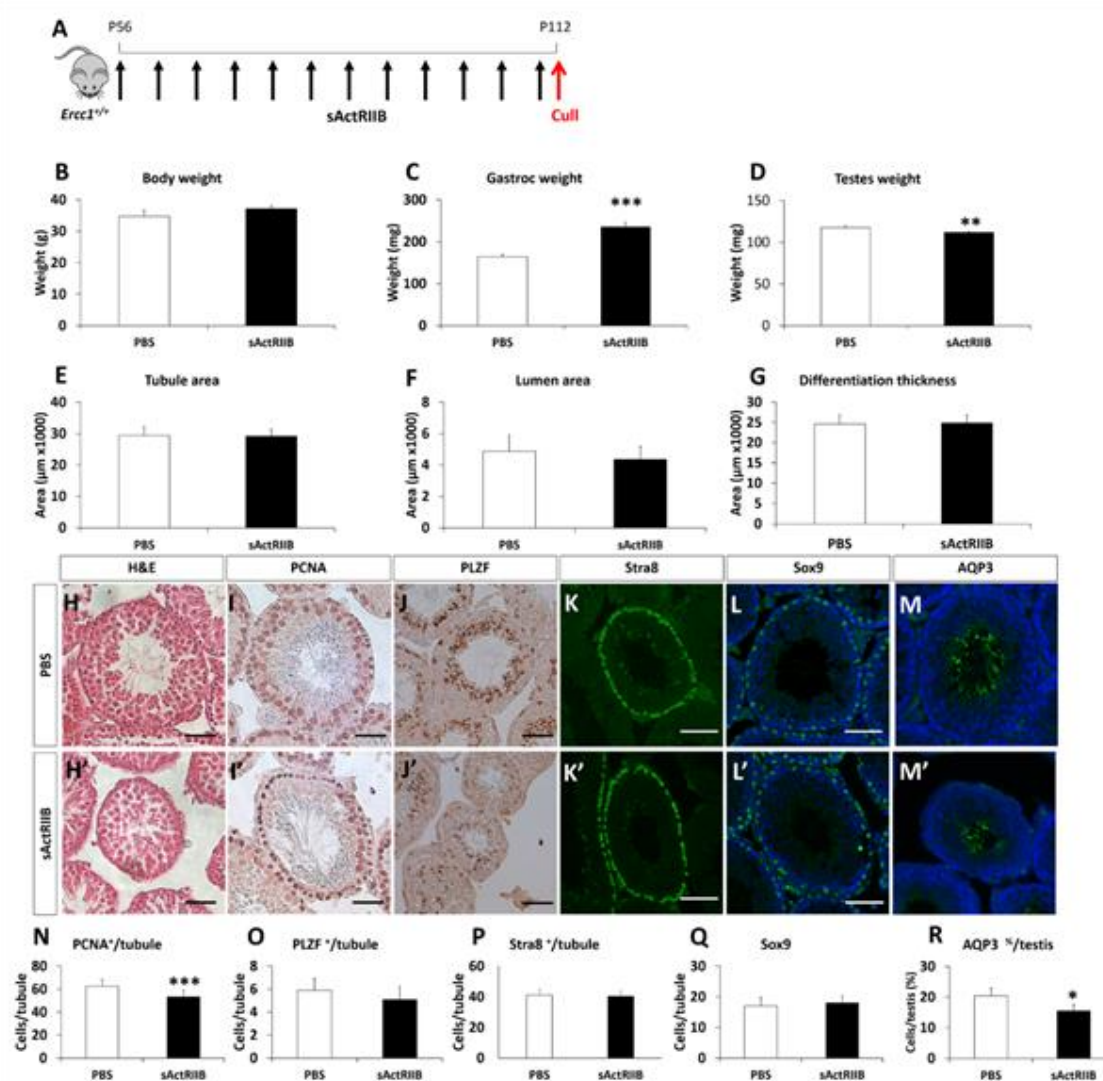 A
P56
P112
Ercc1+/+
sActRIIB
Cull
B
Body weight
Weight (g)
40
30
20
10
0
PBS
sActRIIB
C
Gastroc weight
Weight (mg)
300
200
100
0
***
PBS
sActRIIB
D
Testes weight
Weight (mg)
150
100
50
0
**
PBS
sActRIIB
E
Tubule area
Area (µm x1000)
40
30
20
10
0
PBS
sActRIIB
F
Lumen area
Area (µm x1000)
8
6
4
2
0
PBS
sActRIIB
G
Differentiation thickness
Area (µm x1000)
30
25
20
15
10
5
0
PBS
sActRIIB
H&E
PCNA
PLZF
Stra8
Sox9
AQP3
PBS
H
I
J
K
L
M
sActRIIB
H'
I'
J'
K'
L'
M'
N
PCNA+/tubule
Cells/tubule
80
60
40
20
0
***
PBS
sActRIIB
O
PLZF +/tubule
Cells/tubule
8
6
4
2
0
PBS
sActRIIB
P
Stra8 +/tubule
Cells/tubule
60
40
20
0
PBS
sActRIIB
Q
Sox9
Cells/tubule
30
20
10
0
PBS
sActRIIB
R
AQP3 %/testis
Cells/testis (%)
30
20
10
0
*
PBS
sActRIIB